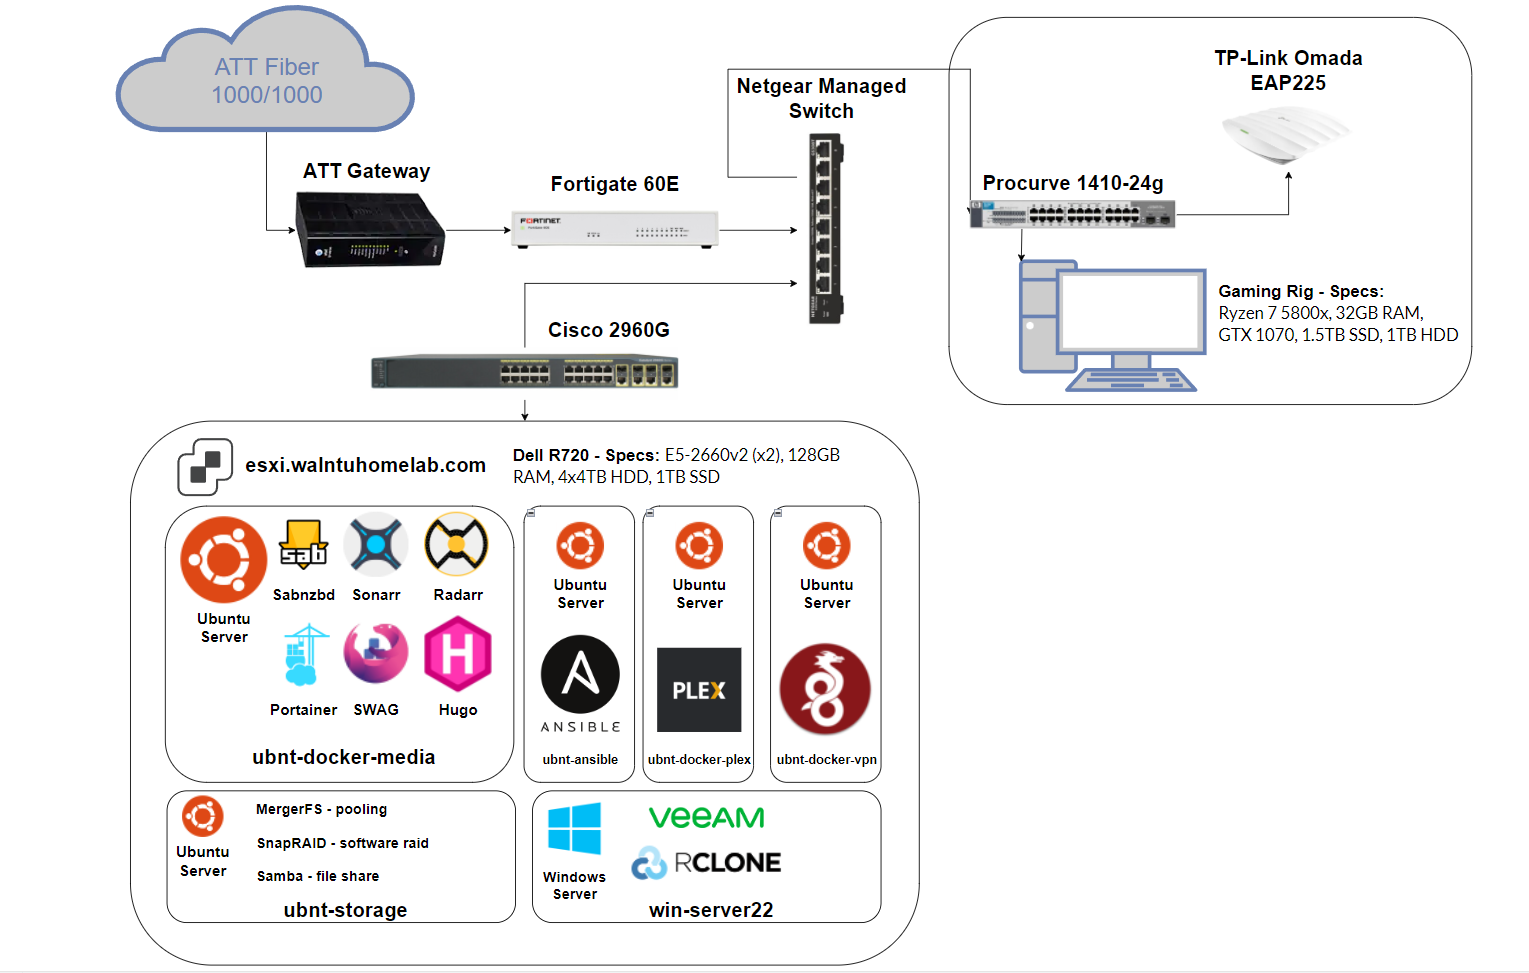 ATT Fiber
1000/1000
ATT Gateway
Fortigate 60E
FORTINET
Netgear Managed
Switch
NETGEAR
TP-Link Omada
EAP225
Procurve 1410-24g
Gaming Rig - Specs:
Ryzen 7 5800x, 32GB RAM,
GTX 1070, 1.5TB SSD, 1TB HDD
Cisco 2960G
esxi.walntuhomelab.com
Dell R720 - Specs: E5-2660v2 (x2), 128GB
RAM, 4x4TB HDD, 1TB SSD
Ubuntu
Server
sab
Sabnzbd
Sonarr
Radarr
Portainer
SWAG
H
Hugo
ubnt-docker-media
Ubuntu
Server
A
ANSIBLE
ubnt-ansible
Ubuntu
Server
PLEX
ubnt-docker-plex
Ubuntu
Server
ubnt-docker-vpn
Ubuntu
Server
MergerFS - pooling
SnapRAID - software raid
Samba - file share
ubnt-storage
Windows
Server
veeAM
RCLONE
win-server22